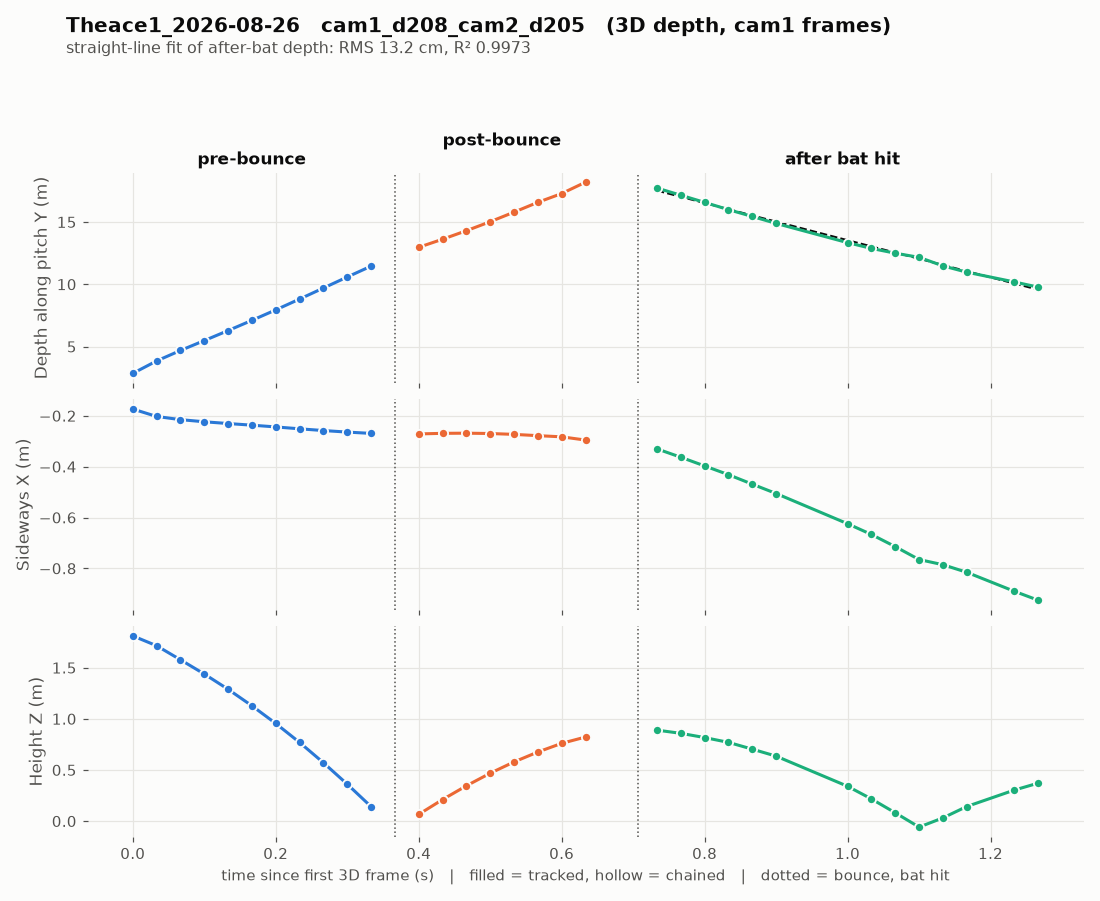 Theace1_2026-08-26   cam1_d208_cam2_d205   (3D depth, cam1 frames)
straight-line fit of after-bat depth: RMS 13.2 cm, R² 0.9973
post-bounce
pre-bounce
after bat hit
Depth along pitch Y (m)
15
10
5
Sideways X (m)
−0.2
−0.4
−0.6
−0.8
Height Z (m)
1.5
1.0
0.5
0.0
0.0 0.2 0.4 0.6 0.8 1.0 1.2
time since first 3D frame (s)   |   filled = tracked, hollow = chained   |   dotted = bounce, bat hit